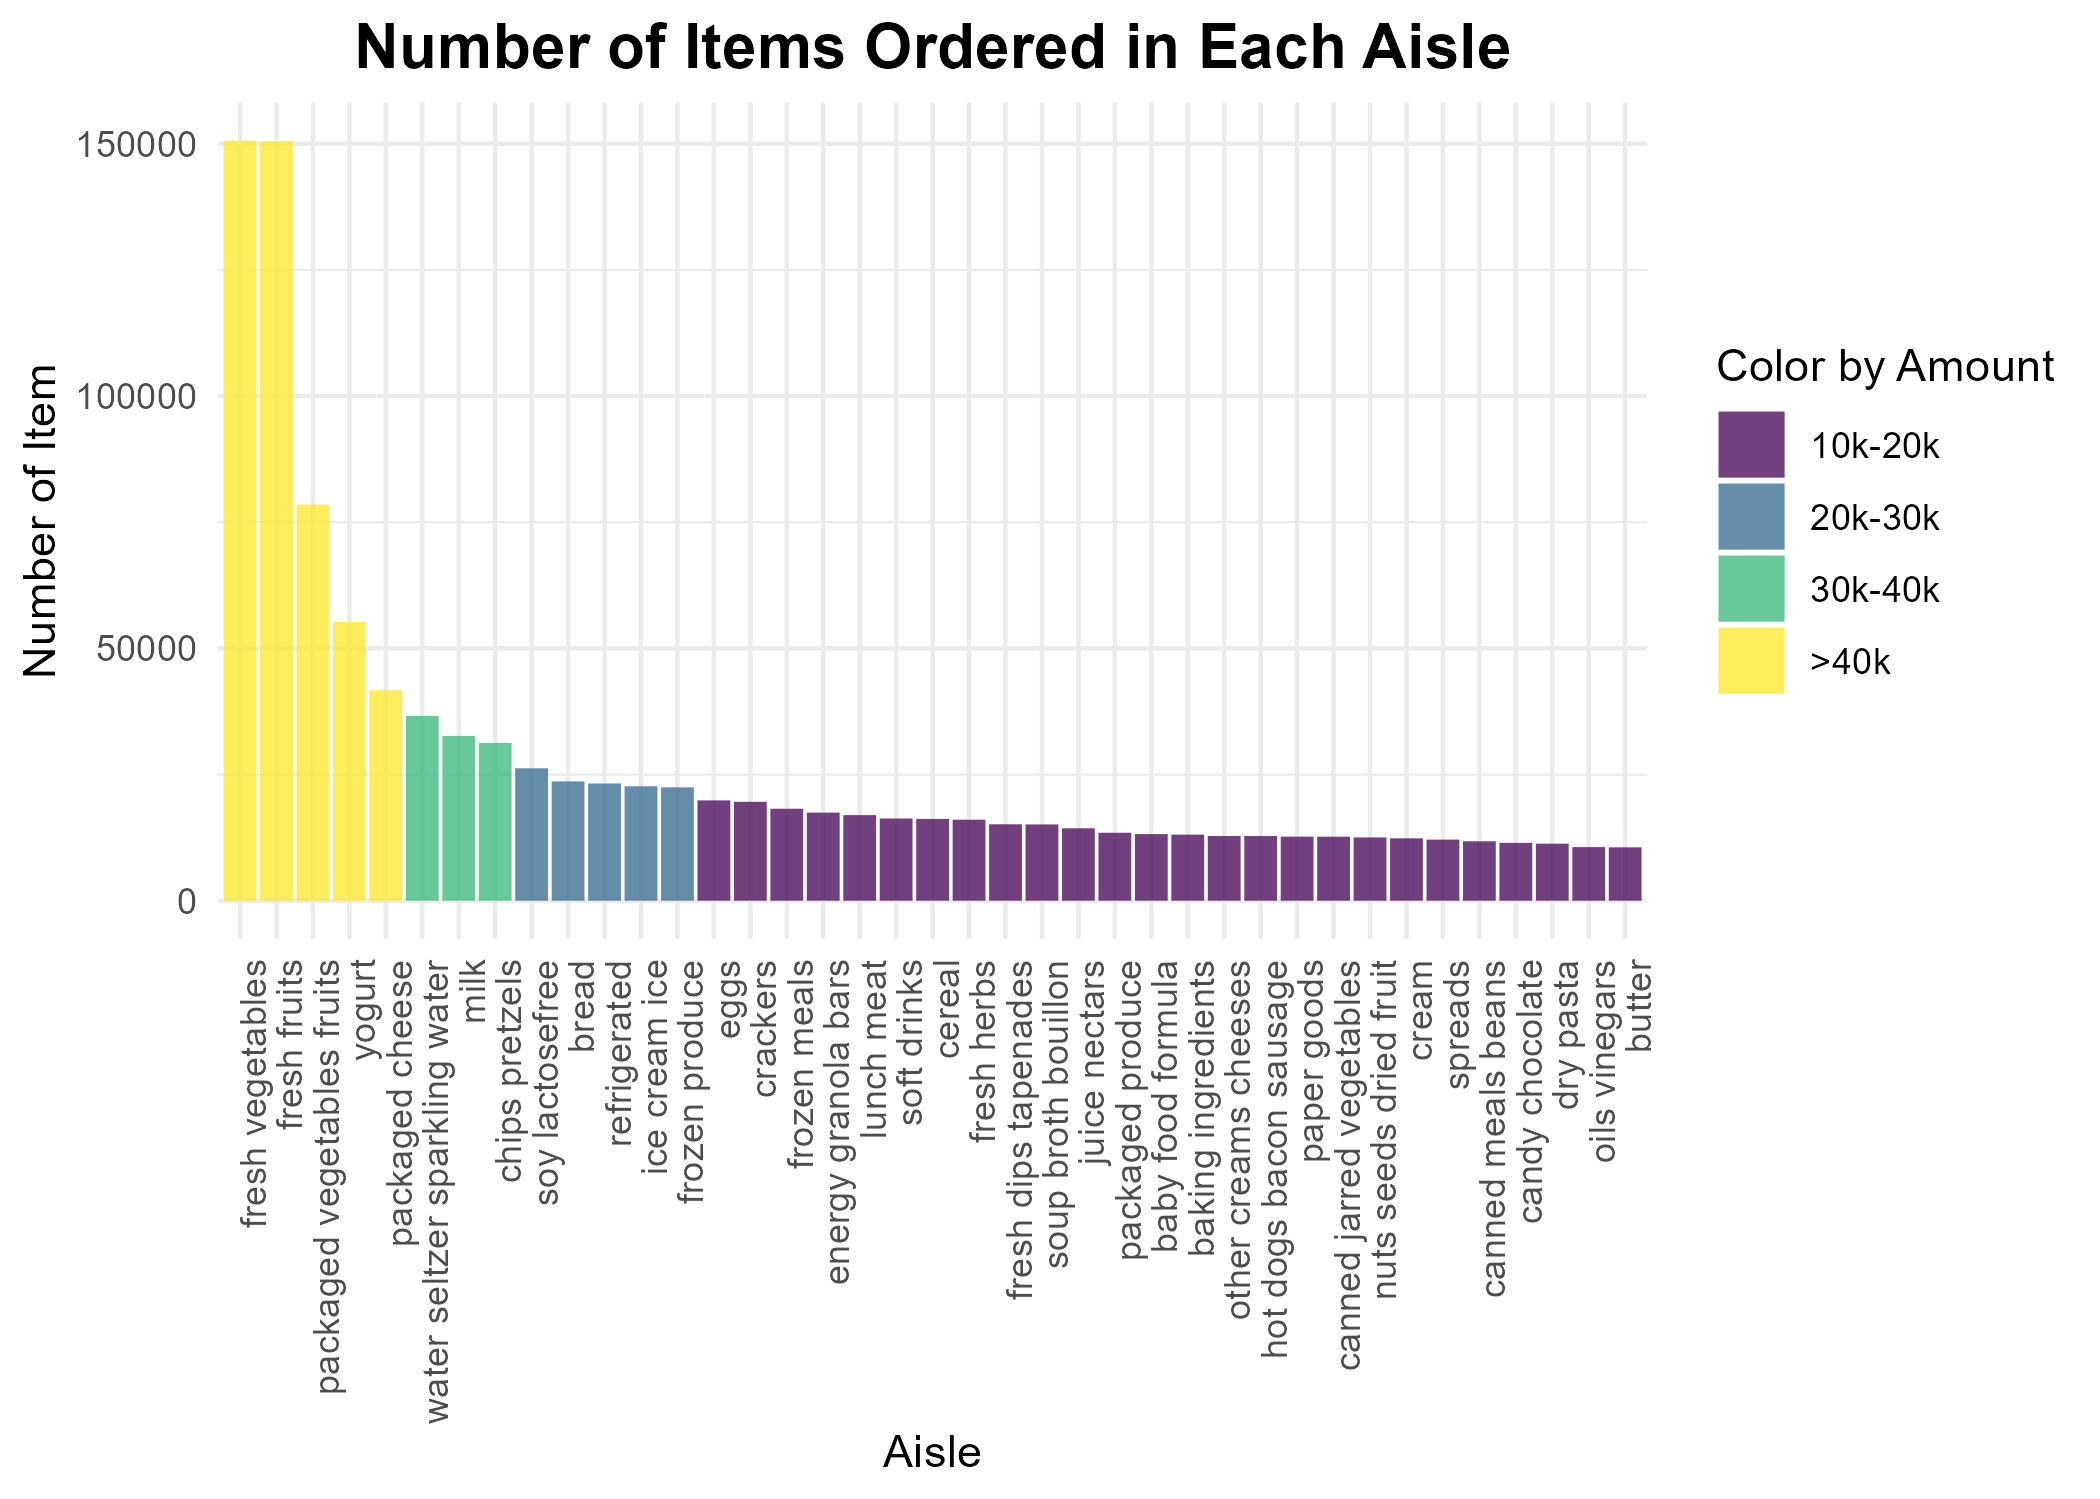 Number of Items Ordered in Each Aisle
Number of Item
150000
100000
50000
0
fresh vegetables
fresh fruits
packaged vegetables fruits
yogurt
packaged cheese
water seltzer sparkling water
milk
chips pretzels
soy lactosefree
bread
refrigerated
ice cream ice
frozen produce
eggs
crackers
frozen meals
energy granola bars
lunch meat
soft drinks
cereal
fresh herbs
fresh dips tapenades
soup broth bouillon
juice nectars
packaged produce
baby food formula
baking ingredients
other creams cheeses
hot dogs bacon sausage
paper goods
canned jarred vegetables
nuts seeds dried fruit
cream
spreads
canned meals beans
candy chocolate
dry pasta
oils vinegars
butter
Aisle
Color by Amount
10k-20k
20k-30k
30k-40k
>40k